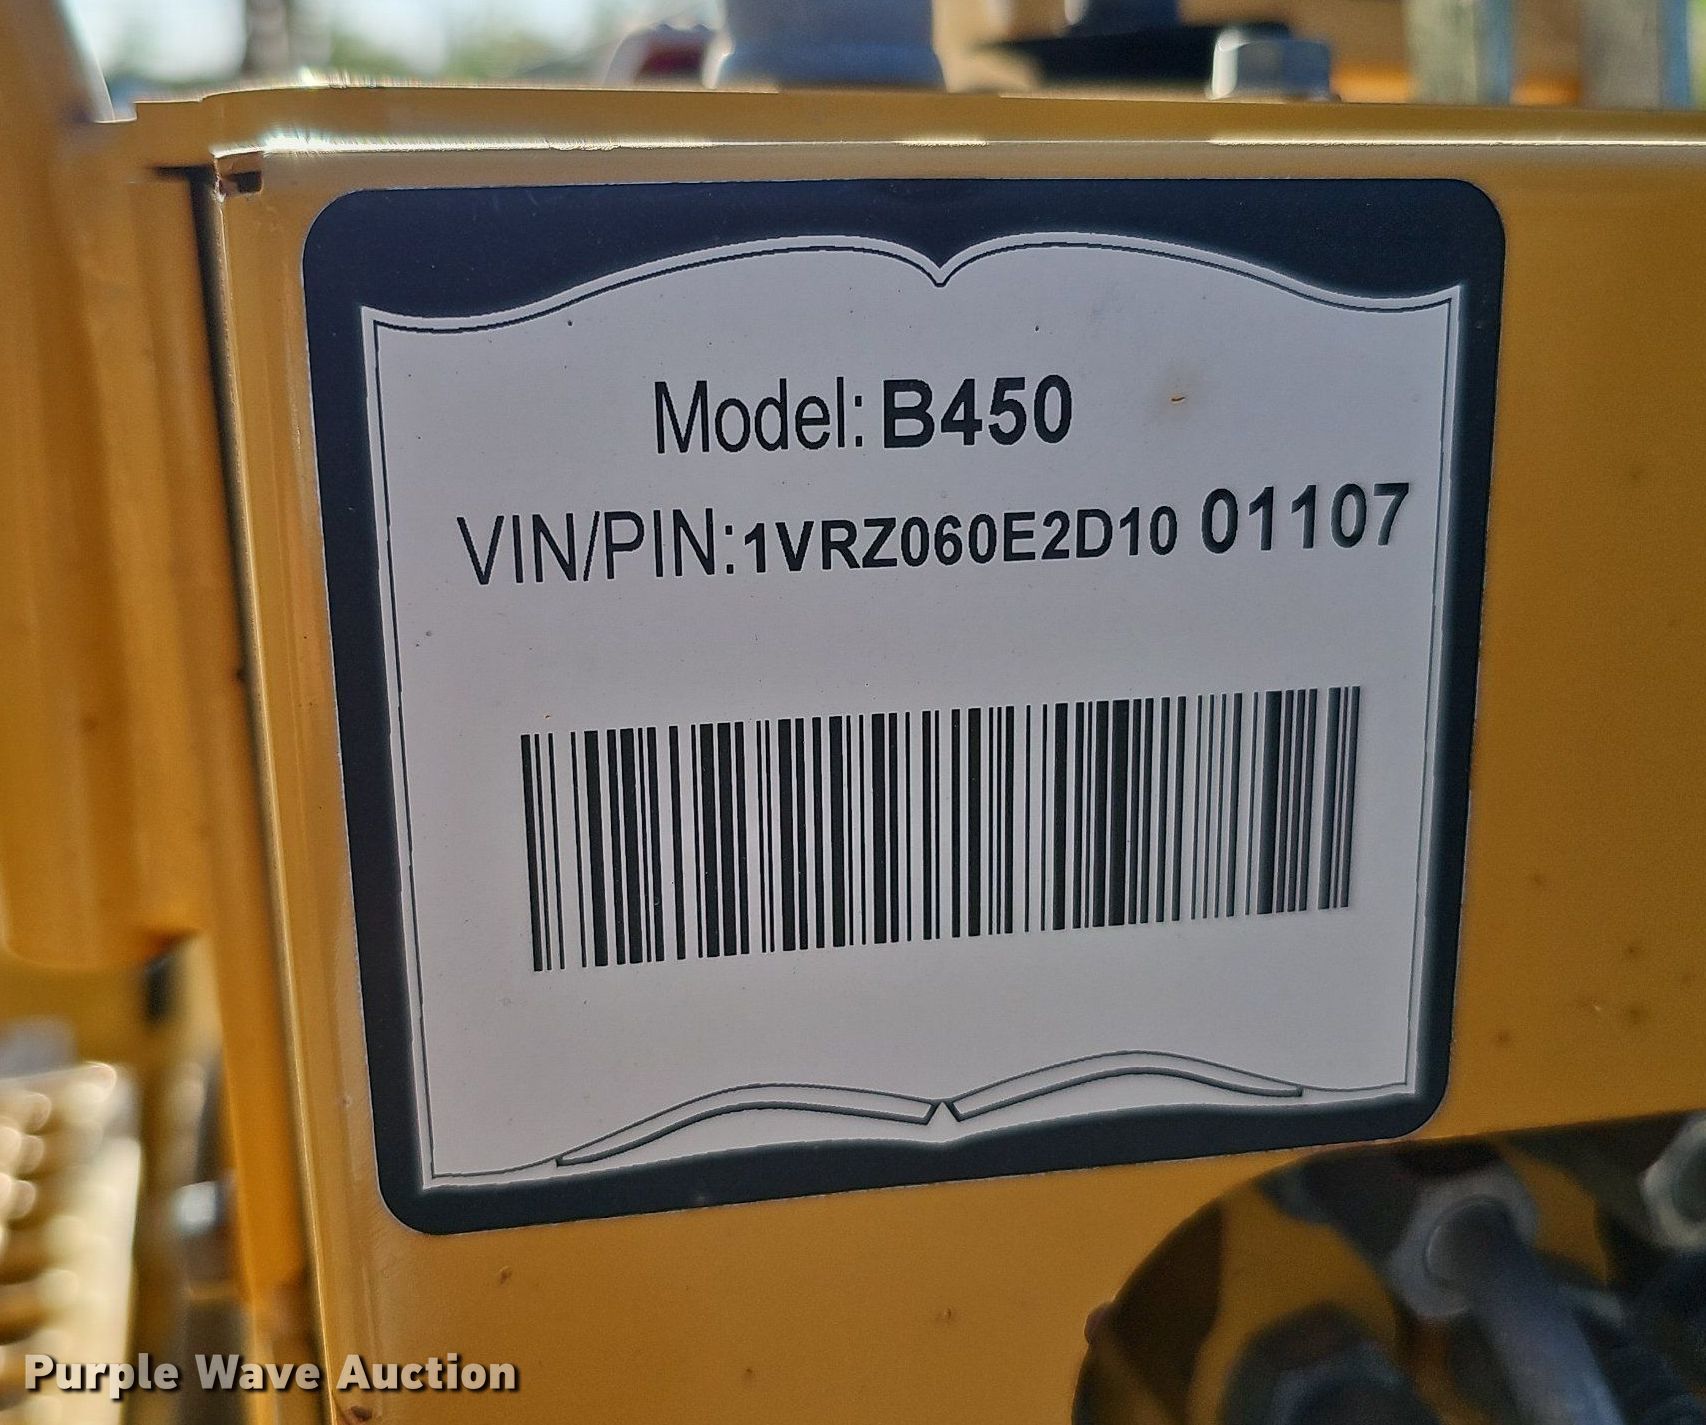 Model: B450
VIN/PIN:1VRZ060E2D10 01107
Purple Wave Auction